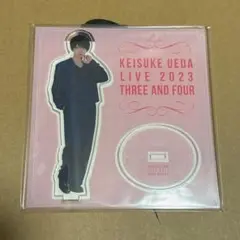 KEISUKE UEDA
LIVE 2023
THREE AND FOUR